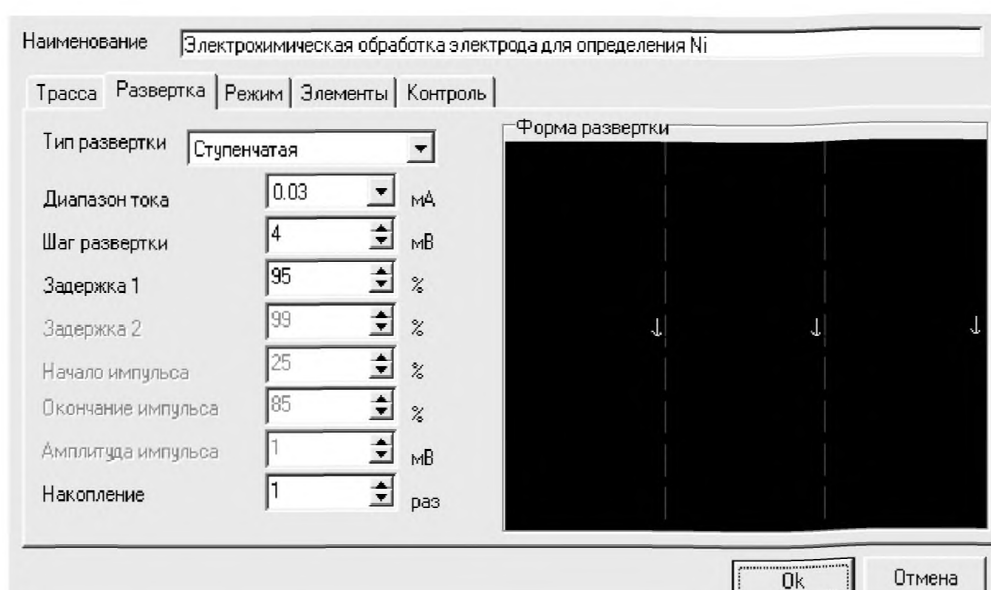 Наименование Электрохимическая обработка электрода для определения Ni
Трасса Развертка Режим Элементы Контроль
Тип развертки Ступенчатая
Диапазон тока 0.03 мА
Шаг развертки 4 мВ
Задержка 1 95 %
Задержка 2 99 %
Начало импульса 25 %
Окончание импульса 85 %
Амплитуда импульса 1 мВ
Накопление 1 раз
Форма развертки
Ok Отмена